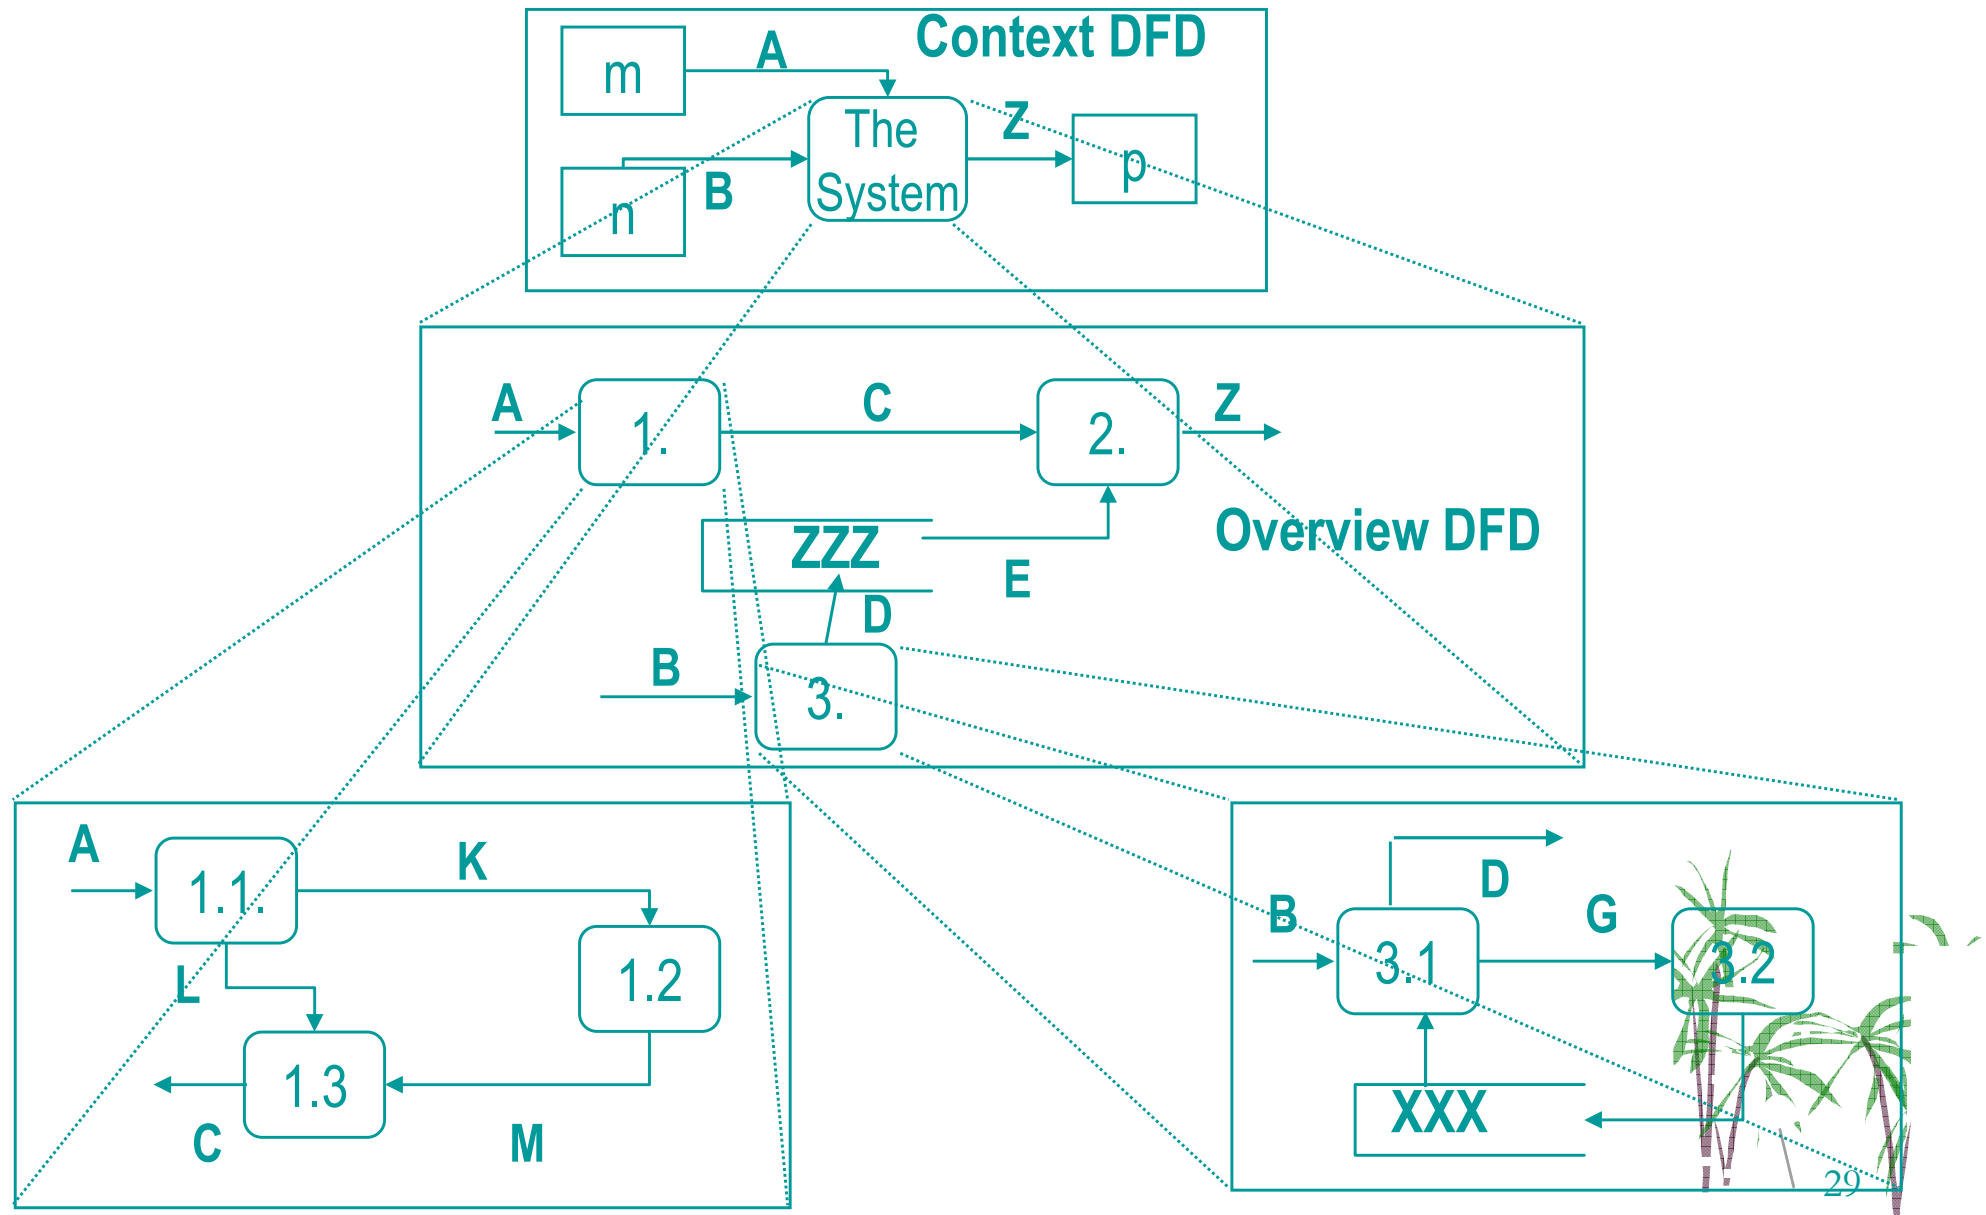 Context DFD
m
A
The
System
Z
p
n
B
A
1.
C
2.
Z
ZZZ
E
Overview DFD
D
B
3.
A
1.1.
K
L
1.2
1.3
C
M
D
B
3.1
G
3.2
XXX
29